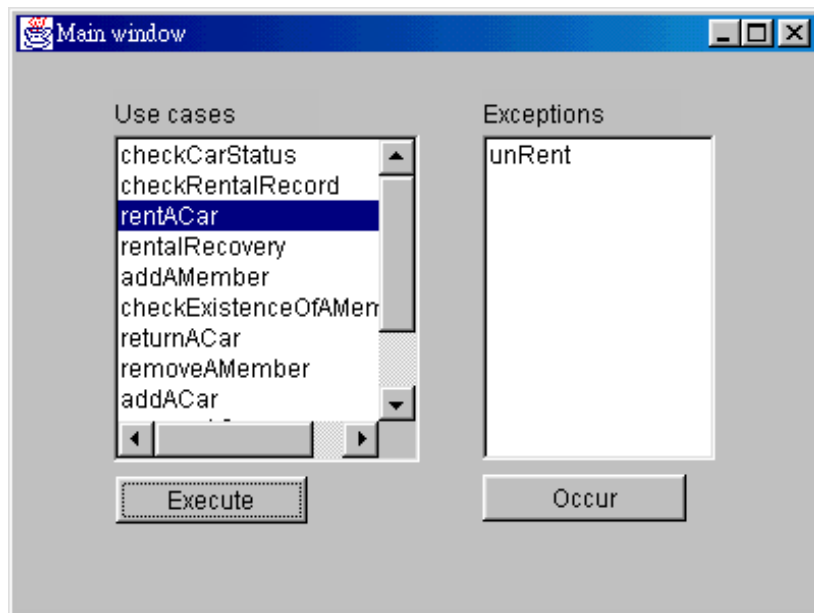 Main window
Use cases
checkCarStatus
checkRentalRecord
rentACar
rentalRecovery
addAMember
checkExistenceOfAMem
returnACar
removeAMember
addACar
Execute
Exceptions
unRent
Occur